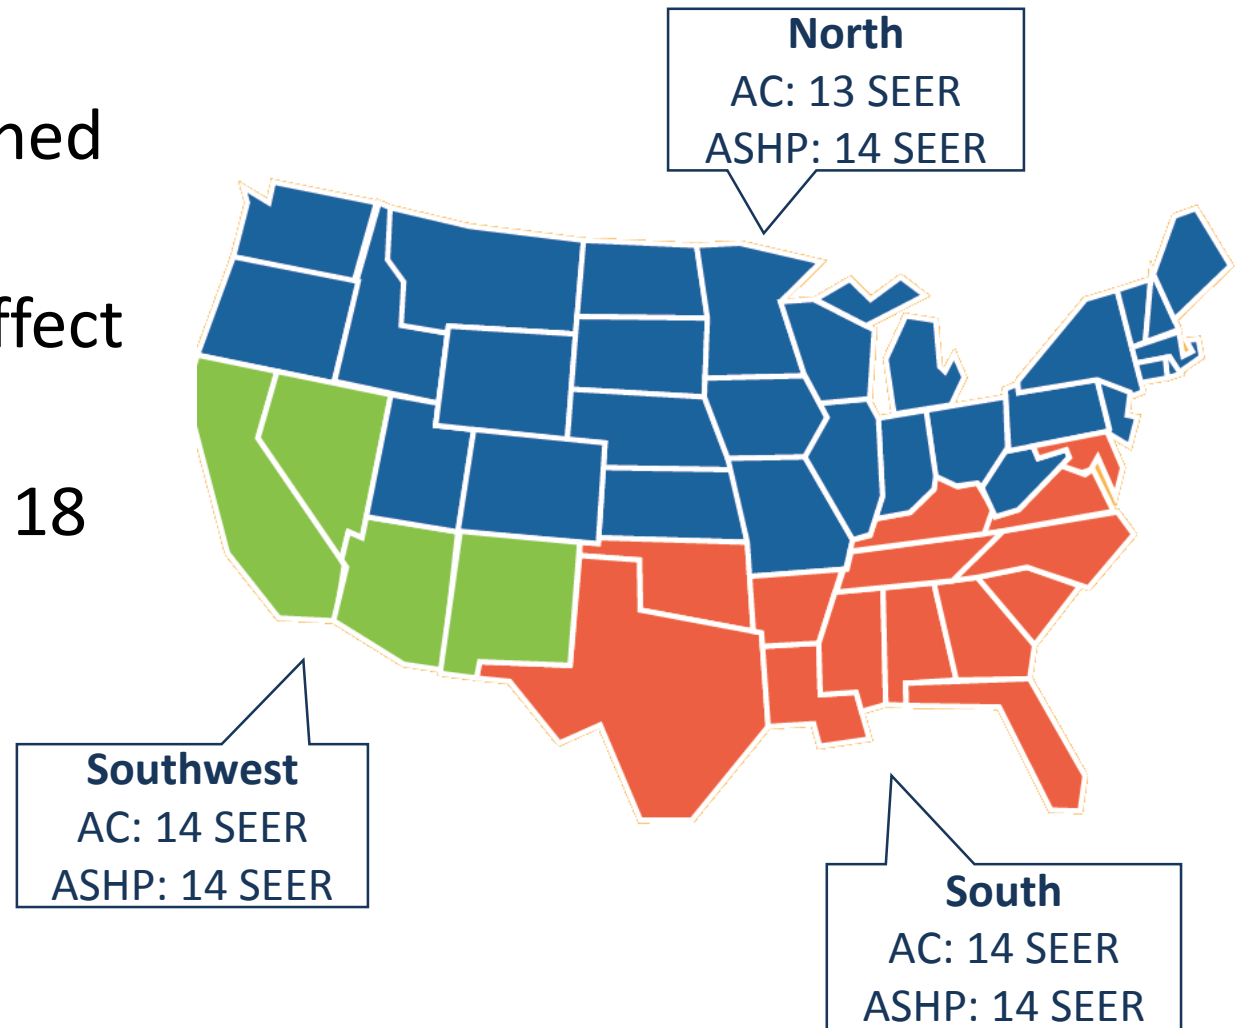 North
AC: 13 SEER
ASHP: 14 SEER
ned
ffect
18
Southwest
AC: 14 SEER
ASHP: 14 SEER
South
AC: 14 SEER
ASHP: 14 SEER